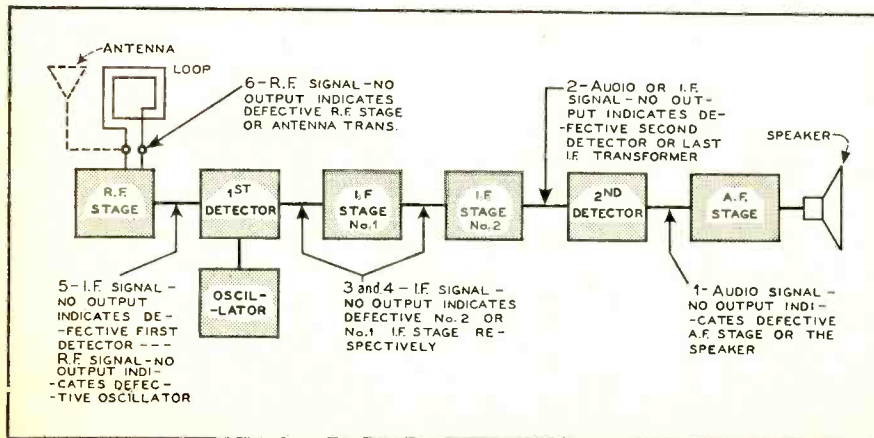 ANTENNA
LOOP
6-R.F. SIGNAL-NO
OUTPUT INDICATES
DEFECTIVE R.F. STAGE
OR ANTENNA TRANS.
2-AUDIO OR I.F.
SIGNAL-NO OUT-
-PUT INDICATES DE-
-FECTIVE SECOND
DETECTOR OR LAST
I.F. TRANSFORMER
SPEAKER
R.F.
STAGE
1ST
DETECTOR
I.F
STAGE
No.1
I.F.
STAGE
No.2
2ND
DETECTOR
A.F.
STAGE
OSCIL-
-LATOR
5-I.F. SIGNAL-
NO OUTPUT
INDICATES DE-
-FECTIVE FIRST
DETECTOR ---
R.F. SIGNAL-NO
OUTPUT INDI-
-CATES DEFEC-
-TIVE OSCILLATOR
3 and 4-I.F. SIGNAL-
NO OUTPUT INDICATES
DEFECTIVE No.2 OR
No.1 I.F. STAGE RE-
SPECTIVELY
1-AUDIO SIGNAL-
NO OUTPUT INDI-
-CATES DEFECTIVE
A.F. STAGE OR THE
SPEAKER